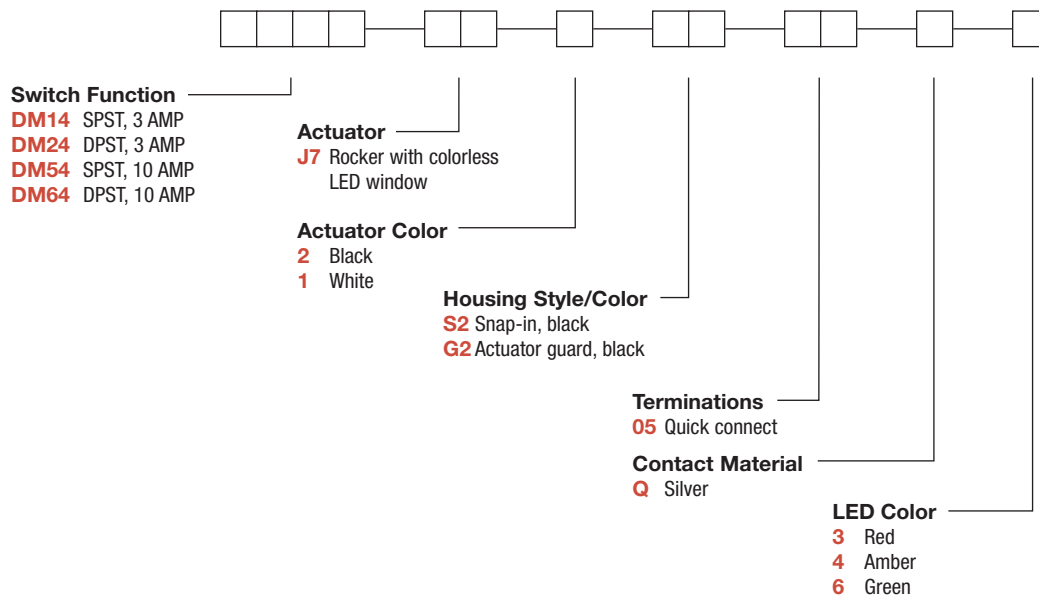 Switch Function
DM14 SPST, 3 AMP
DM24 DPST, 3 AMP
DM54 SPST, 10 AMP
DM64 DPST, 10 AMP
Actuator
J7 Rocker with colorless
LED window
Actuator Color
2 Black
1 White
Housing Style/Color
S2 Snap-in, black
G2 Actuator guard, black
Terminations
05 Quick connect
Contact Material
Q Silver
LED Color
3 Red
4 Amber
6 Green